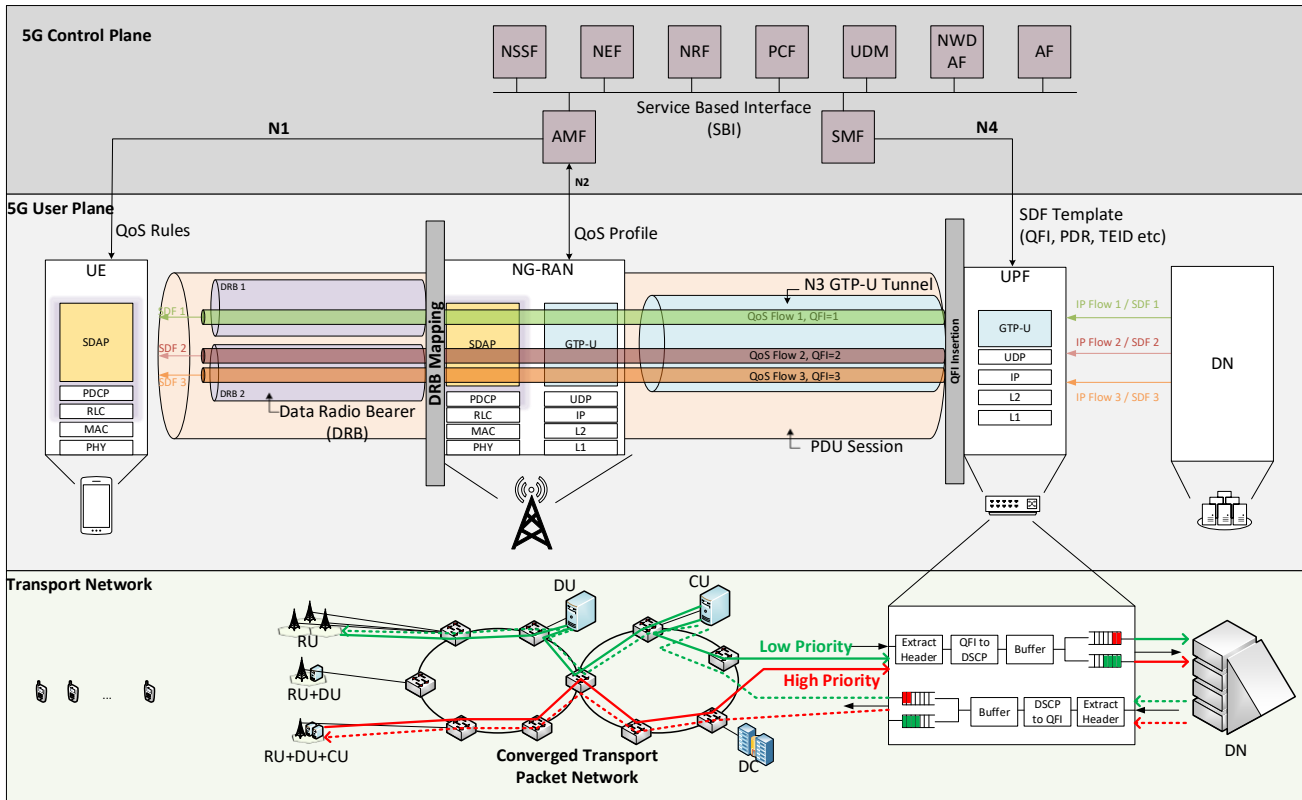 5G Control Plane
NSSF
NEF
NRF
PCF
UDM
NWD
AF
AF
Service Based Interface
(SBI)
N1
AMF
SMF
N4
N2
5G User Plane
QoS Rules
QoS Profile
SDF Template
(QFI, PDR, TEID etc)
UE
NG-RAN
UPF
DN
DRB 1
N3 GTP-U Tunnel
SDF 1
SDF 2
SDF 3
SDAP
DRB Mapping
SDAP
GTP-U
QoS Flow 1, QFI=1
QoS Flow 2, QFI=2
QoS Flow 3, QFI=3
QFI Insertion
GTP-U
IP Flow 1 / SDF 1
IP Flow 2 / SDF 2
IP Flow 3 / SDF 3
PDCP
RLC
MAC
PHY
DRB 2
Data Radio Bearer
(DRB)
PDCP
RLC
MAC
PHY
UDP
IP
L2
L1
PDU Session
UDP
IP
L2
L1
Transport Network
DU
CU
RU
RU+DU
...
RU+DU+CU
Low Priority
High Priority
Converged Transport
Packet Network
DC
Extract
Header
QFI to
DSCP
Buffer
Buffer
DSCP
to QFI
Extract
Header
DN